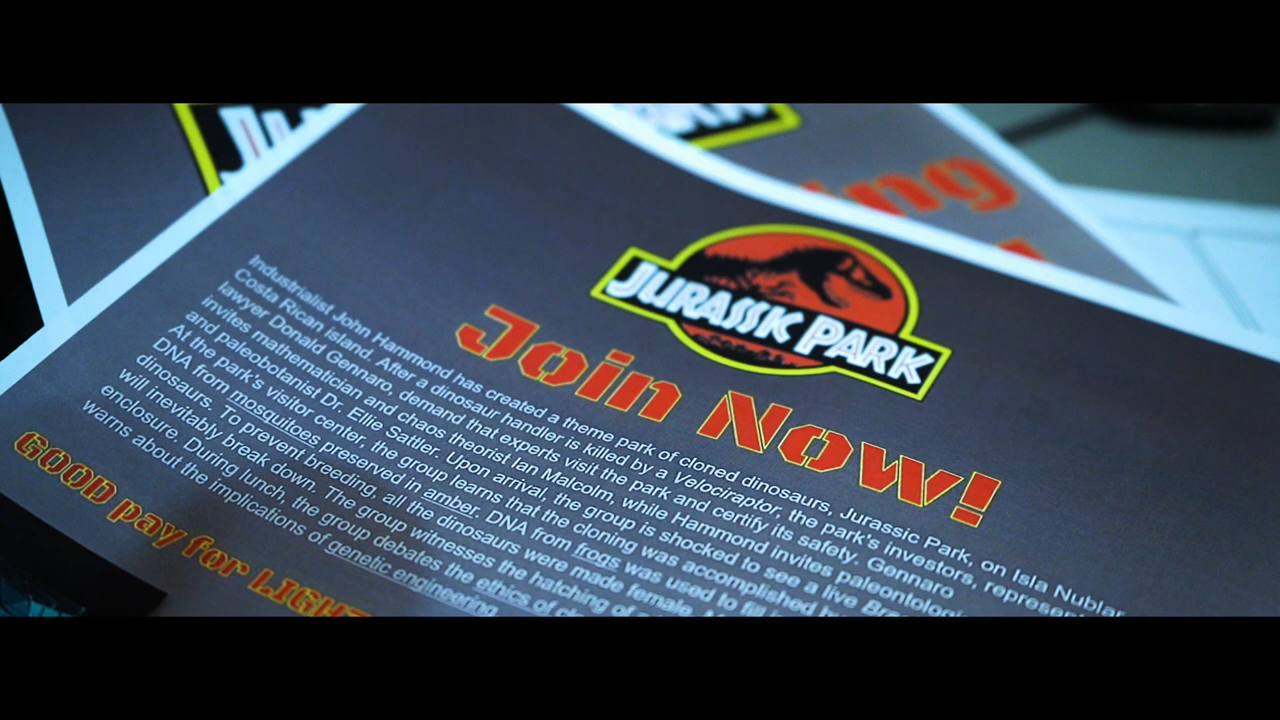 JURASSIC PARK
Join Now!
Industrialist John Hammond has created a theme park of cloned dinosaurs, Jurassic Park, on Isla Nublar
Costa Rican island. After a dinosaur handler is killed by a Velociraptor, the park's investors, represent
lawyer Donald Gennaro, demand that experts visit the park and certify its safety. Gennaro
invites mathematician and chaos theorist Ian Malcolm, while Hammond invites paleontologis
and paleobotanist Dr. Ellie Sattler. Upon arrival, the group is shocked to see a live Bra
At the park's visitor center, the group learns that the cloning was accomplished
DNA from mosquitoes preserved in amber. DNA from frogs was used to fill
dinosaurs. To prevent breeding, all the dinosaurs were made female.
will inevitably break down. The group witnesses the hatching of
enclosure. During lunch, the group debates the ethics of
warns about the implications of genetic engineering
GOOD pay for LIGHT
ing